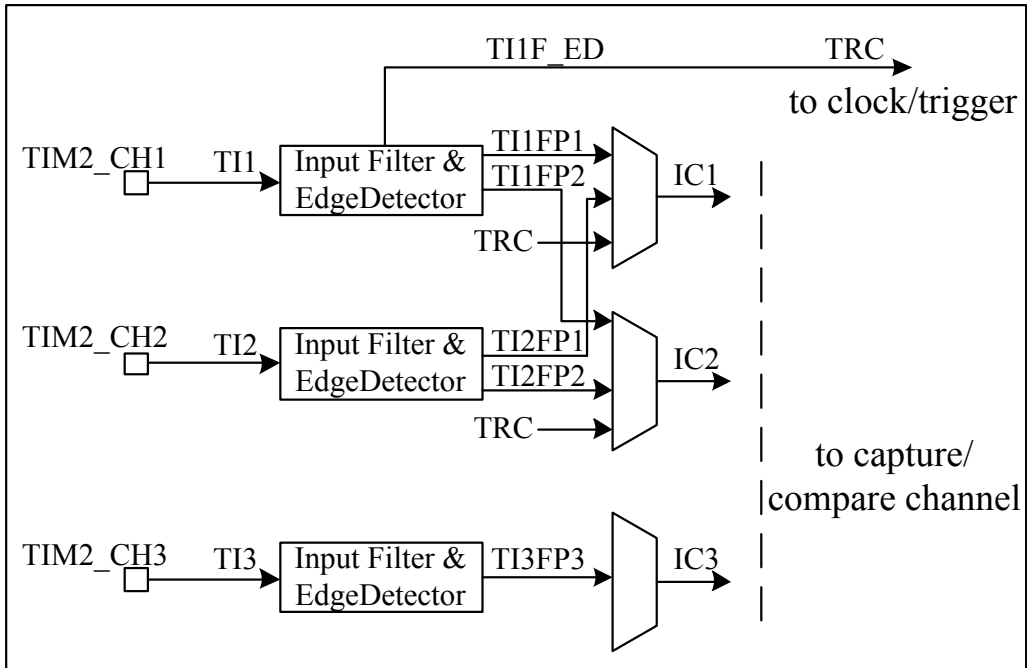 TI1F_ED
TRC
to clock/trigger
TIM2_CH1
TI1
Input Filter &
EdgeDetector
TI1FP1
TI1FP2
TRC
IC1
TIM2_CH2
TI2
Input Filter &
EdgeDetector
TI2FP1
TI2FP2
TRC
IC2
to capture/
compare channel
TIM2_CH3
TI3
Input Filter &
EdgeDetector
TI3FP3
IC3